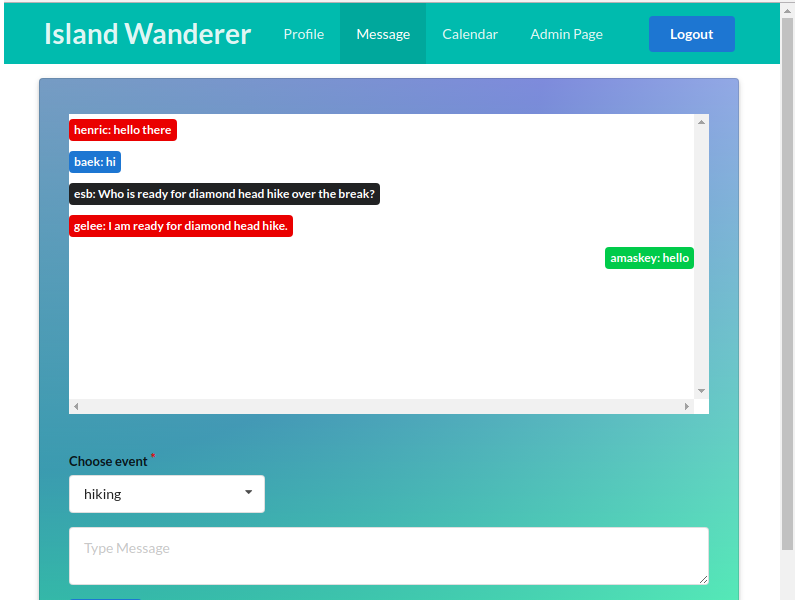 Island Wanderer Profile Message Calendar Admin Page Logout
henric: hello there
baek: hi
esb: Who is ready for diamond head hike over the break?
gelee: I am ready for diamond head hike.
amaskey: hello
Choose event *
hiking
Type Message